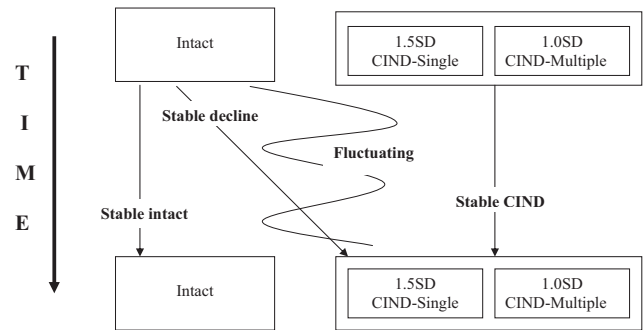 T
I
M
E
Intact
1.5SD
CIND-Single
1.0SD
CIND-Multiple
Stable decline
Fluctuating
Stable intact
Stable CIND
Intact
1.5SD
CIND-Single
1.0SD
CIND-Multiple